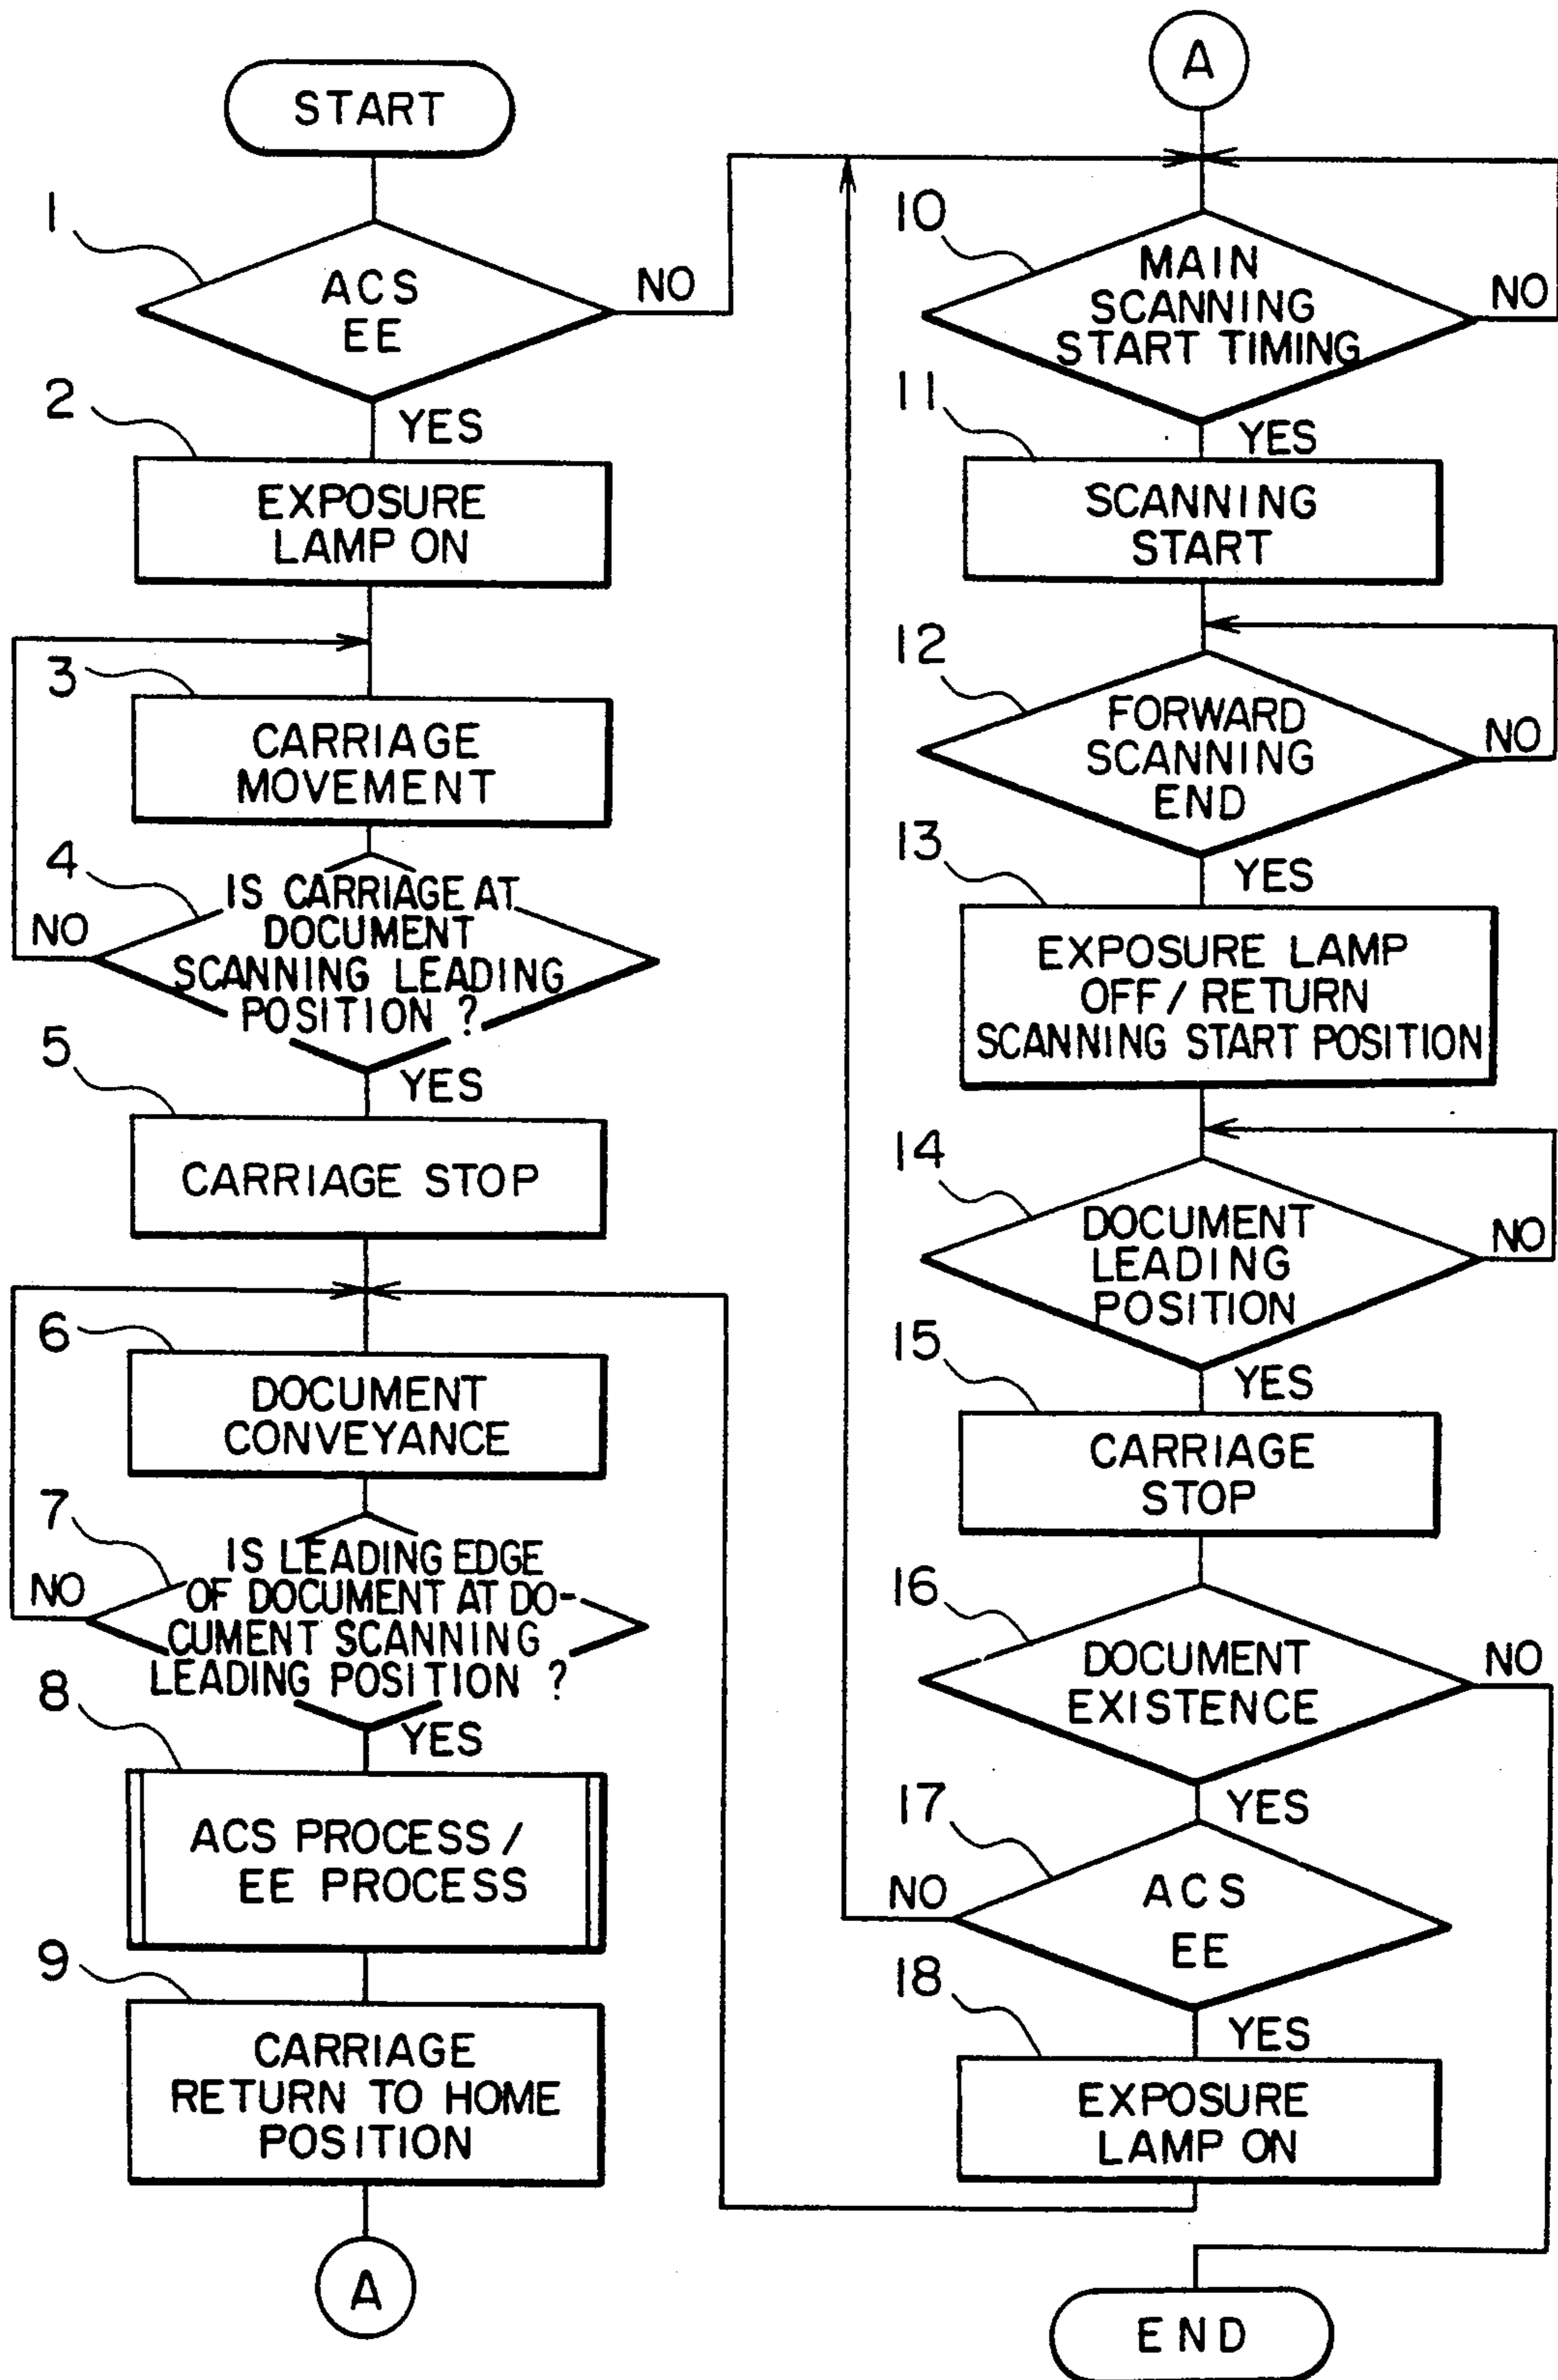 START
1
ACS
EE
NO
YES
2
EXPOSURE
LAMP ON
3
CARRIAGE
MOVEMENT
4
IS CARRIAGE AT
DOCUMENT
SCANNING LEADING
POSITION ?
NO
YES
5
CARRIAGE STOP
6
DOCUMENT
CONVEYANCE
7
IS LEADING EDGE
OF DOCUMENT AT DO-
CUMENT SCANNING
LEADING POSITION ?
NO
YES
8
ACS PROCESS /
EE PROCESS
9
CARRIAGE
RETURN TO HOME
POSITION
A
A
10
MAIN
SCANNING
START TIMING
NO
YES
11
SCANNING
START
12
FORWARD
SCANNING
END
NO
YES
13
EXPOSURE LAMP
OFF / RETURN
SCANNING START POSITION
14
DOCUMENT
LEADING
POSITION
NO
YES
15
CARRIAGE
STOP
16
DOCUMENT
EXISTENCE
NO
YES
17
ACS
EE
NO
YES
18
EXPOSURE
LAMP ON
END